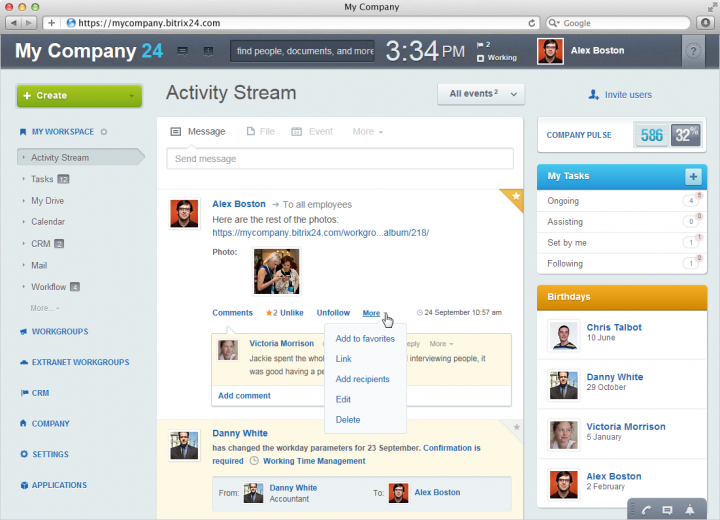 My Company
https://mycompany.bitrix24.com
Google
My Company 24
find people, documents, and more
3:34 PM
2
Working
Alex Boston
?
+ Create
Activity Stream
All events 2
Invite users
MY WORKSPACE
Activity Stream
Tasks 12
My Drive
Calendar
CRM 2
Mail
Workflow 4
More...
WORKGROUPS
EXTRANET WORKGROUPS
CRM
COMPANY
SETTINGS
APPLICATIONS
Message
File
Event
More
Send message
Alex Boston → To all employees
Here are the rest of the photos:
https://mycompany.bitrix24.com/workgro...album/218/
Photo:
Comments
2 Unlike
Unfollow
More
24 September 10:57 am
Add to favorites
Link
Add recipients
Edit
Delete
Victoria Morrison
More
Jackie spent the
interviewing people, it
was good having a
Add comment
Danny White
has changed the workday parameters for 23 September. Confirmation is
required Working Time Management
From:
Danny White
Accountant
To:
Alex Boston
COMPANY PULSE
586
32%
My Tasks
+
Ongoing 4
Assisting 0
Set by me 1
Following 1
Birthdays
Chris Talbot
10 June
Danny White
29 October
Victoria Morrison
5 January
Alex Boston
2 February